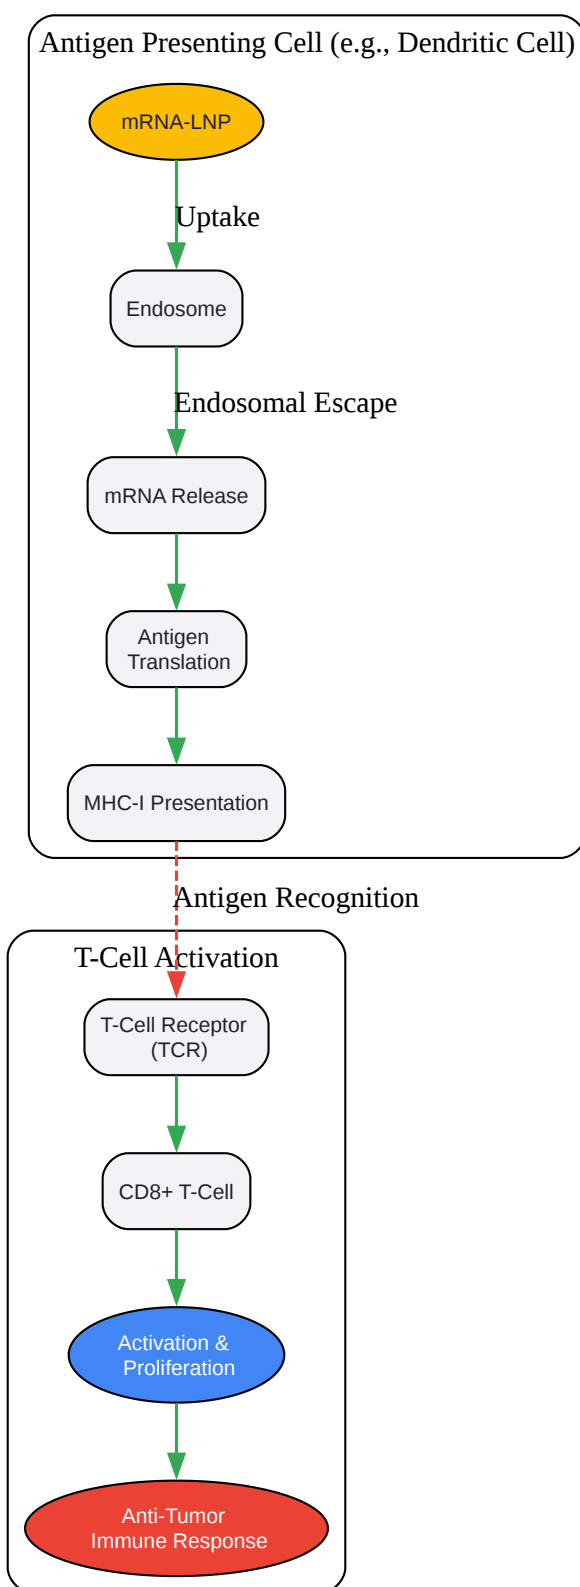 Antigen Presenting Cell (e.g., Dendritic Cell)
mRNA-LNP
Uptake
Endosome
Endosomal Escape
mRNA Release
Antigen
Translation
MHC-I Presentation
Antigen Recognition
T-Cell Activation
T-Cell Receptor
(TCR)
CD8+ T-Cell
Activation &
Proliferation
Anti-Tumor
Immune Response